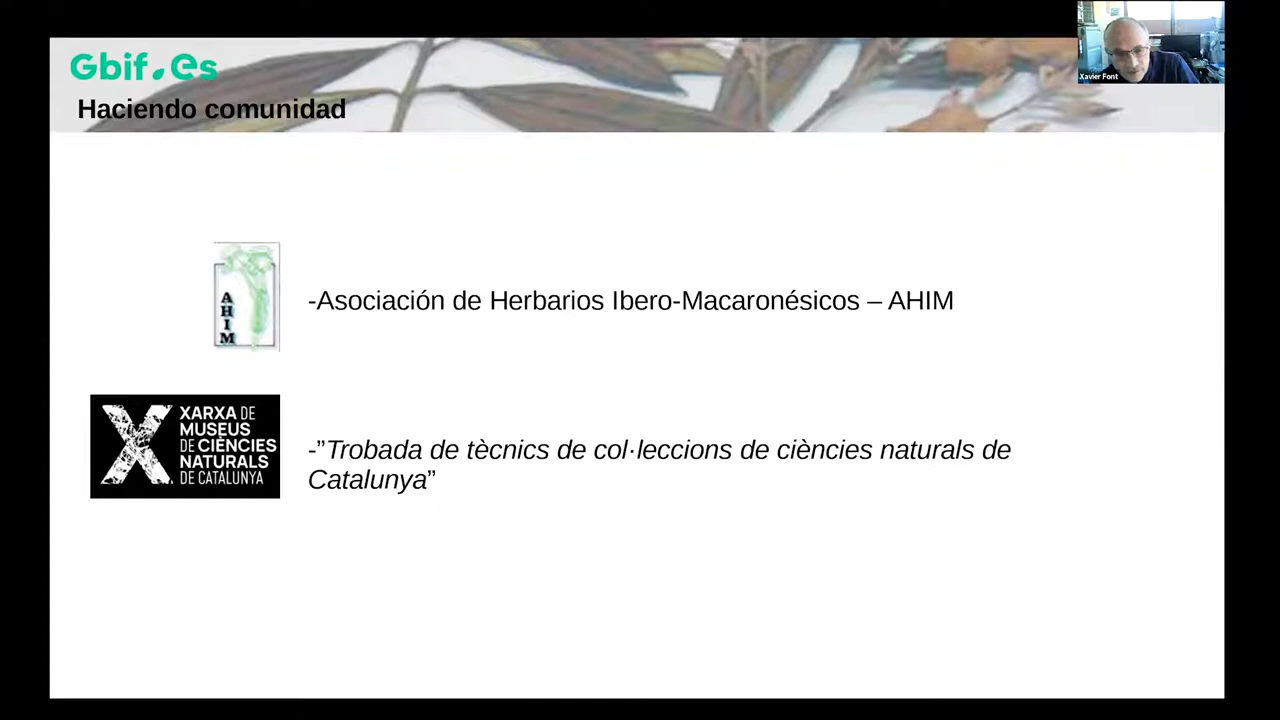 Gbif.es
Haciendo comunidad
Xavier Font
AHIM
-Asociación de Herbarios Ibero-Macaronésicos – AHIM
X
XARXA DE
MUSEUS
DE CIÈNCIES
NATURALS
DE CATALUNYA
-”Trobada de tècnics de col·leccions de ciències naturals de
Catalunya”